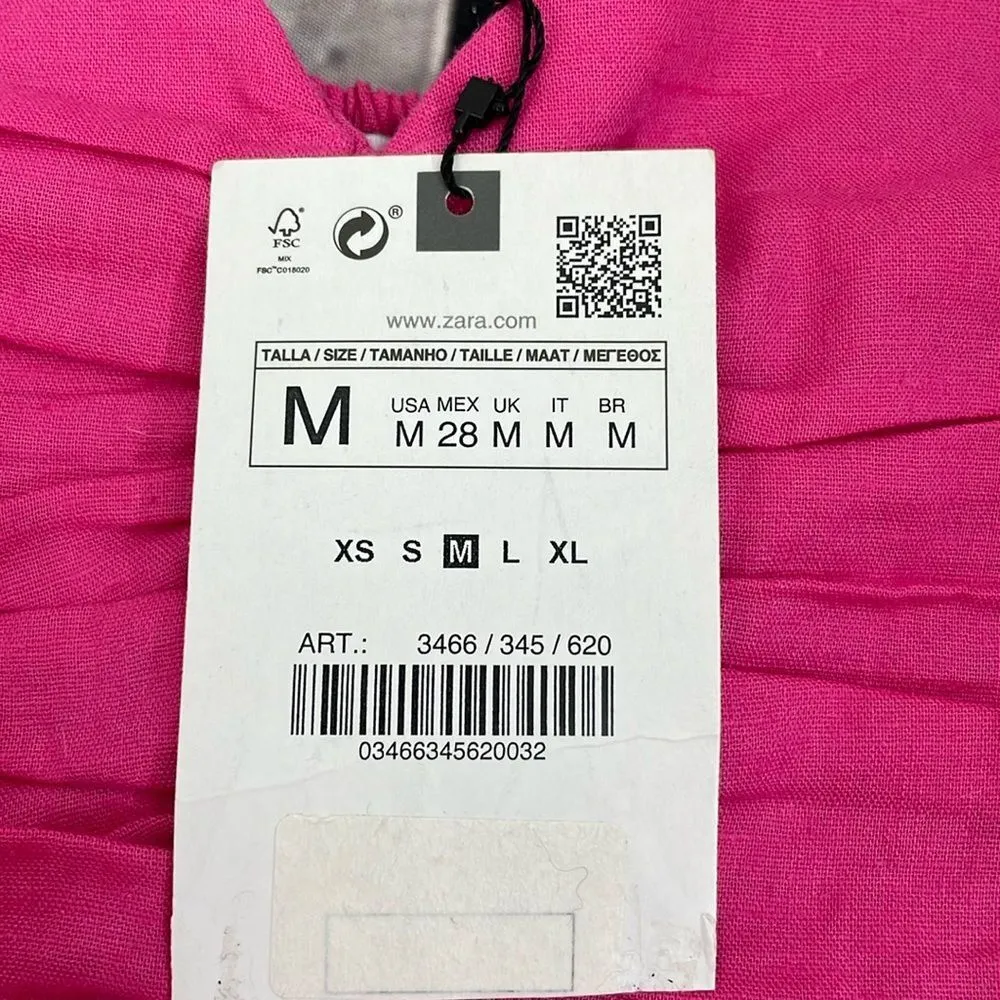 FSC®
MIX
FSC™C018020
®
www.zara.com
TALLA / SIZE / TAMANHO / TAILLE / MAAT / ΜΕΓΕΘΟΣ
M
USA MEX UK IT BR
M 28 M M M
XS S M L XL
ART.: 3466 / 345 / 620
03466345620032